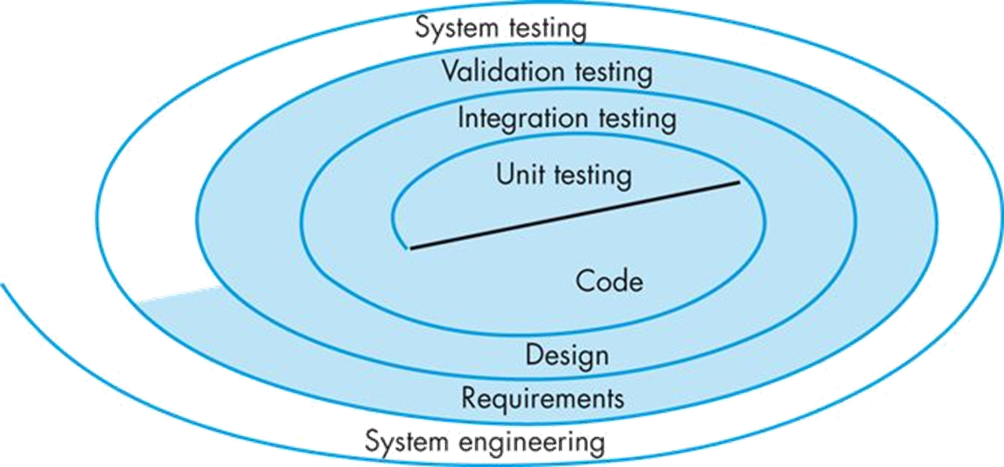 System testing
Validation testing
Integration testing
Unit testing
Code
Design
Requirements
System engineering